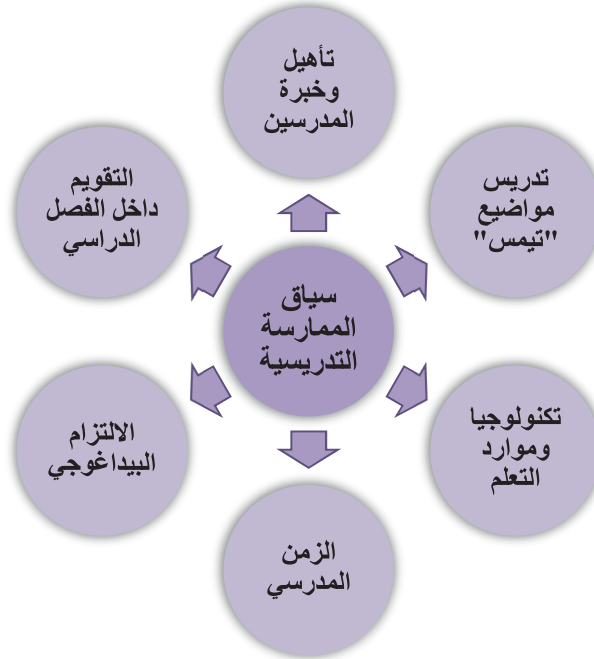 تأهيل
وخبرة
المدرسين
تدريس
مواضيع
"تيمس"
تكنولوجيا
وموارد
التعلم
الزمن
المدرسي
الالتزام
البيداغوجي
التقويم
داخل الفصل
الدراسي
سياق
الممارسة
التدريسية